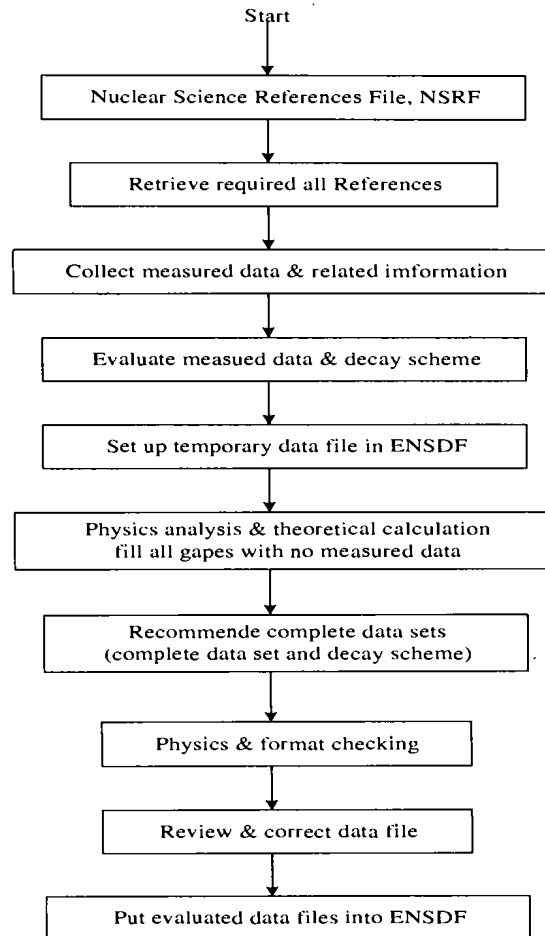 Start
Nuclear Science References File, NSRF
Retrieve required all References
Collect measured data & related imformation
Evaluate measued data & decay scheme
Set up temporary data file in ENSDF
Physics analysis & theoretical calculation
fill all gapes with no measured data
Recommende complete data sets
(complete data set and decay scheme)
Physics & format checking
Review & correct data file
Put evaluated data files into ENSDF